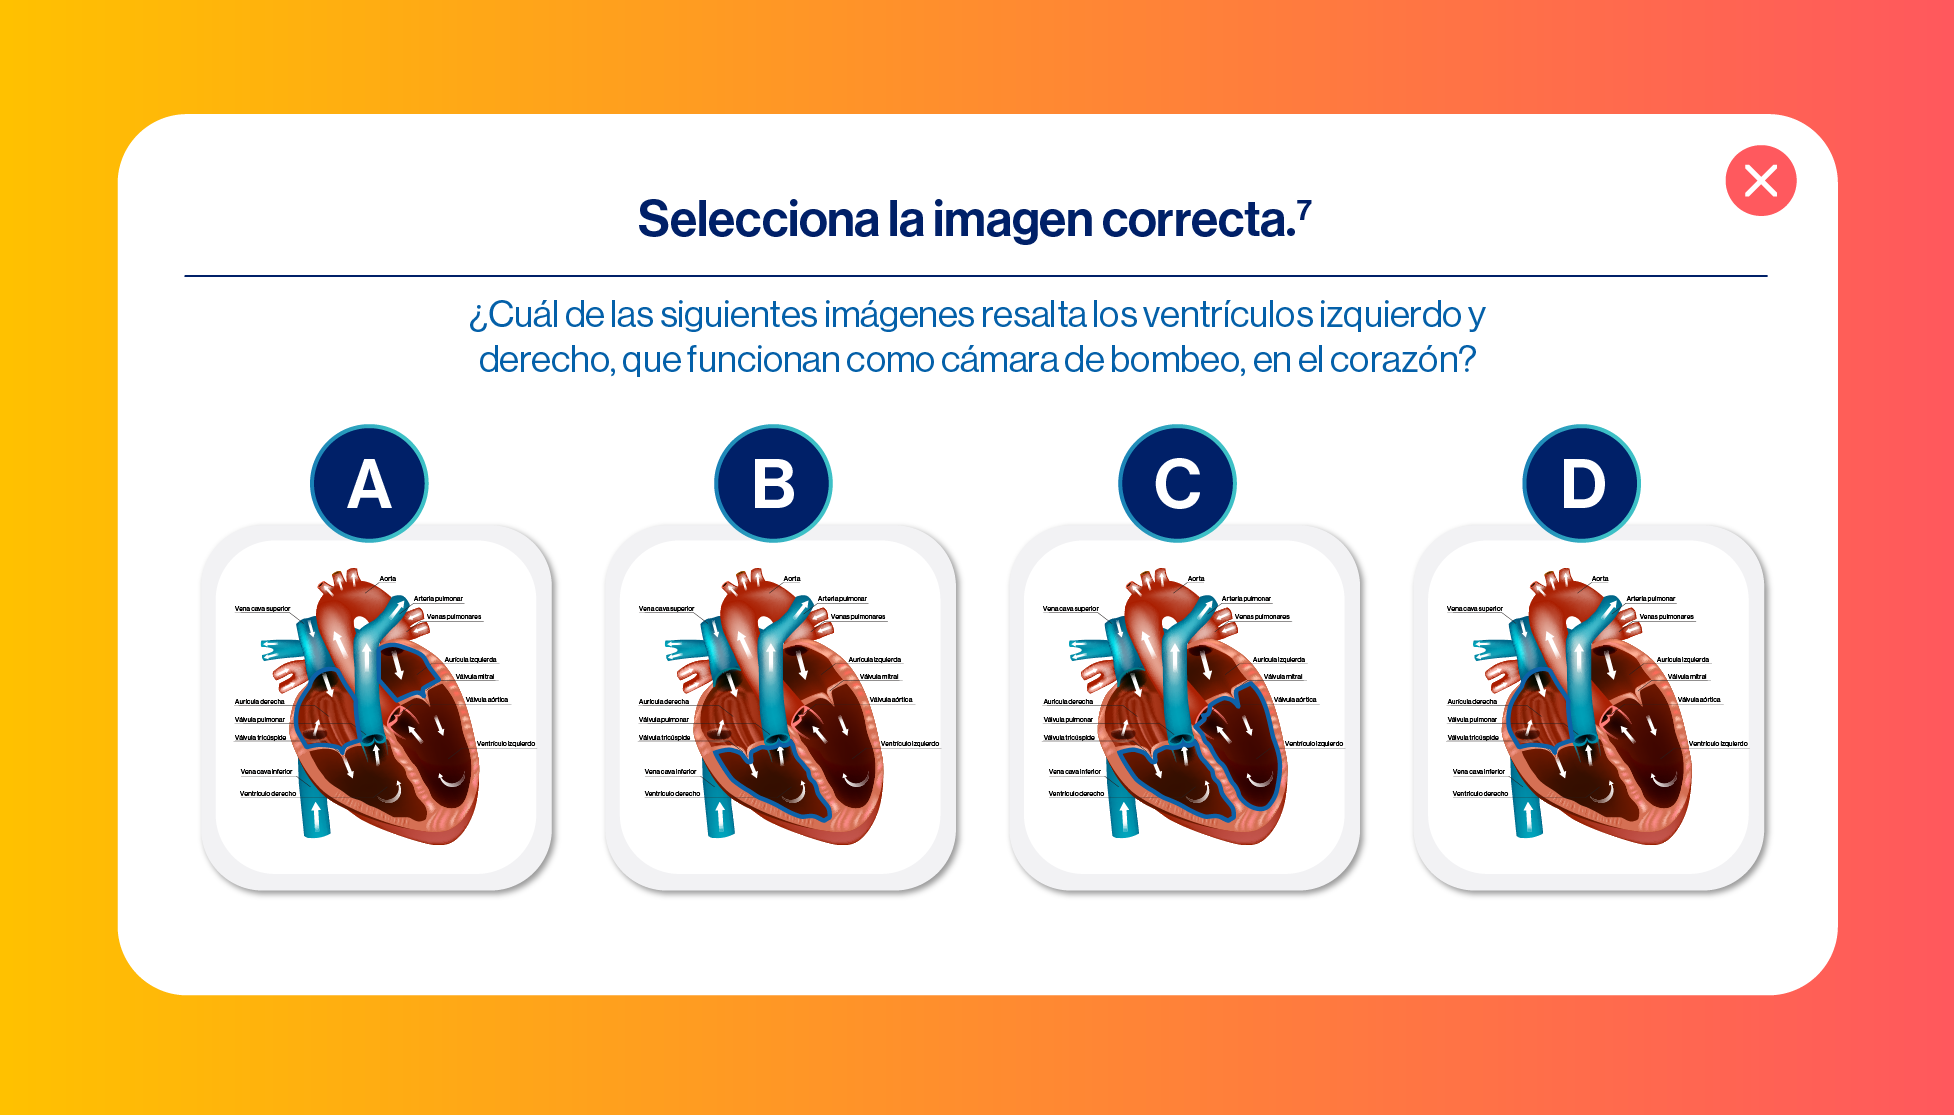 Selecciona la imagen correta.⁷
¿Cuál de las siguientes imágenes resalta los ventrículos izquierdo y
derecho, que funcionan como cámara de bombeo, en el corazón?
A
B
C
D
Aorta
Arteria pulmonar
Vena cava superior
Venas pulmonares
Aurícula izquierda
Válvula mitral
Aurícula derecha
Válvula aórtica
Válvula pulmonar
Válvula tricúspide
Ventrículo izquierdo
Vena cava inferior
Ventrículo derecho
Aorta
Arteria pulmonar
Vena cava superior
Venas pulmonares
Aurícula izquierda
Válvula mitral
Aurícula derecha
Válvula aórtica
Válvula pulmonar
Válvula tricúspide
Ventrículo izquierdo
Vena cava inferior
Ventrículo derecho
Aorta
Arteria pulmonar
Vena cava superior
Venas pulmonares
Aurícula izquierda
Válvula mitral
Aurícula derecha
Válvula aórtica
Válvula pulmonar
Válvula tricúspide
Ventrículo izquierdo
Vena cava inferior
Ventrículo derecho
Aorta
Arteria pulmonar
Vena cava superior
Venas pulmonares
Aurícula izquierda
Válvula mitral
Aurícula derecha
Válvula aórtica
Válvula pulmonar
Válvula tricúspide
Ventrículo izquierdo
Vena cava inferior
Ventrículo derecho